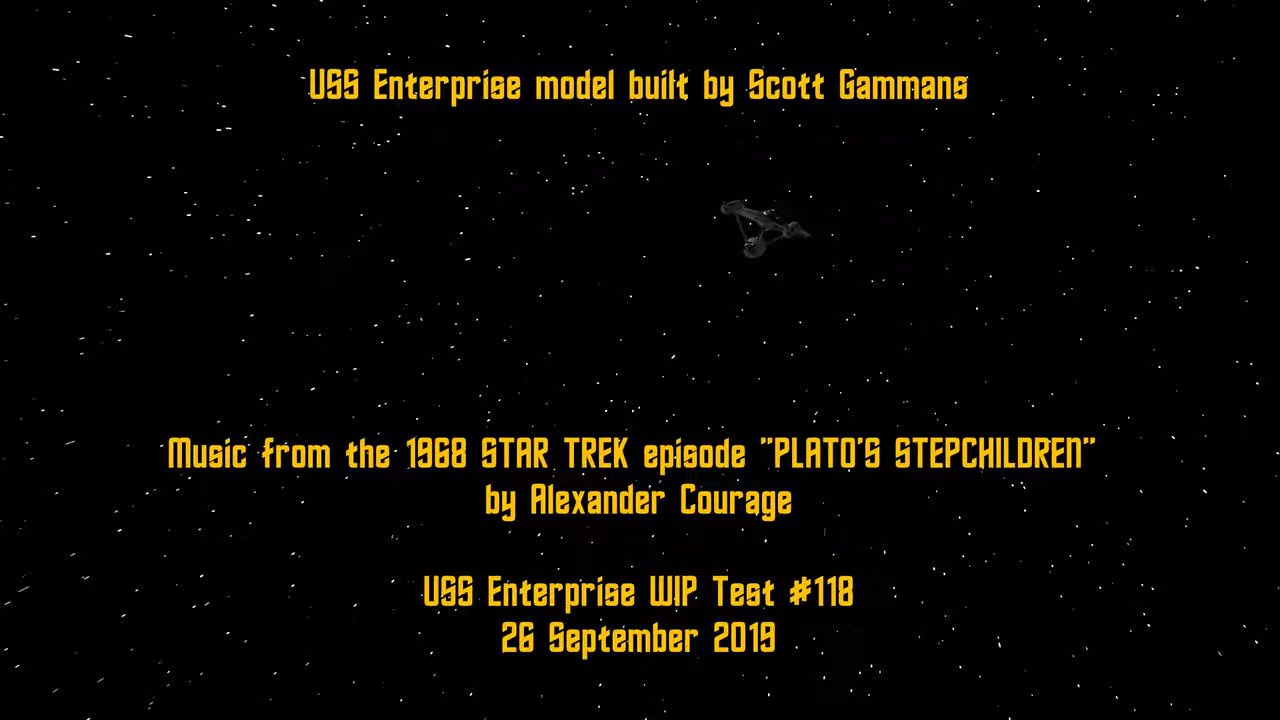 USS Enterprise model built by Scott Gammans
Music from the 1968 STAR TREK episode "PLATO'S STEPCHILDREN"
by Alexander Courage
USS Enterprise WIP Test #118
26 September 2019